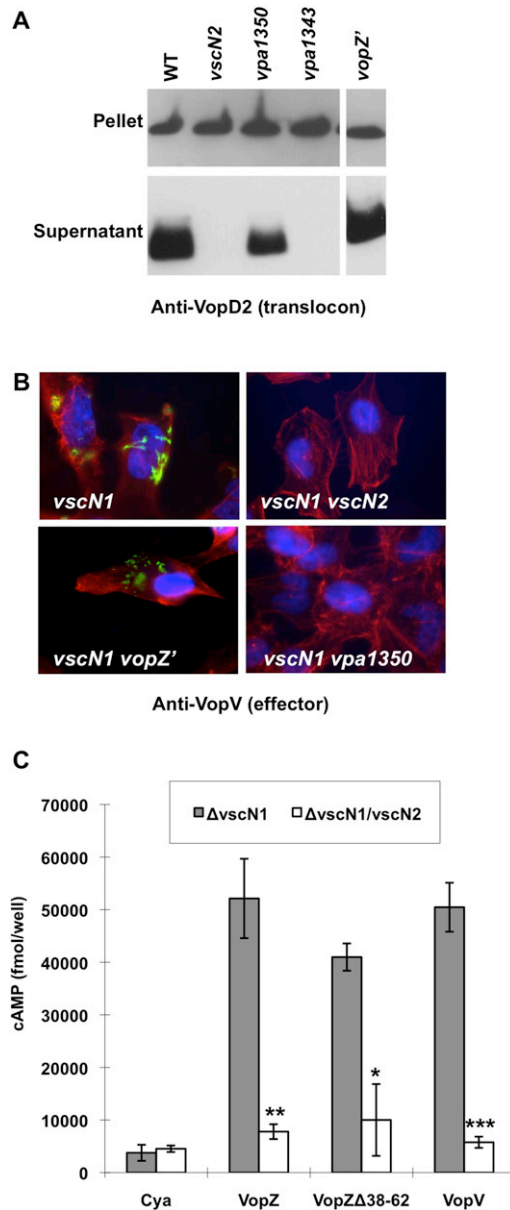 A
WT
vscN2
vpa1350
vpa1343
vopZ'
Pellet
Supernatant
Anti-VopD2 (translocon)
B
vscN1
vscN1 vscN2
vscN1 vopZ'
vscN1 vpa1350
Anti-VopV (effector)
C
ΔvscN1
ΔvscN1/vscN2
cAMP (fmol/well)
70000
60000
50000
40000
30000
20000
10000
0
**
*
***
Cya
VopZ
VopZΔ38-62
VopV